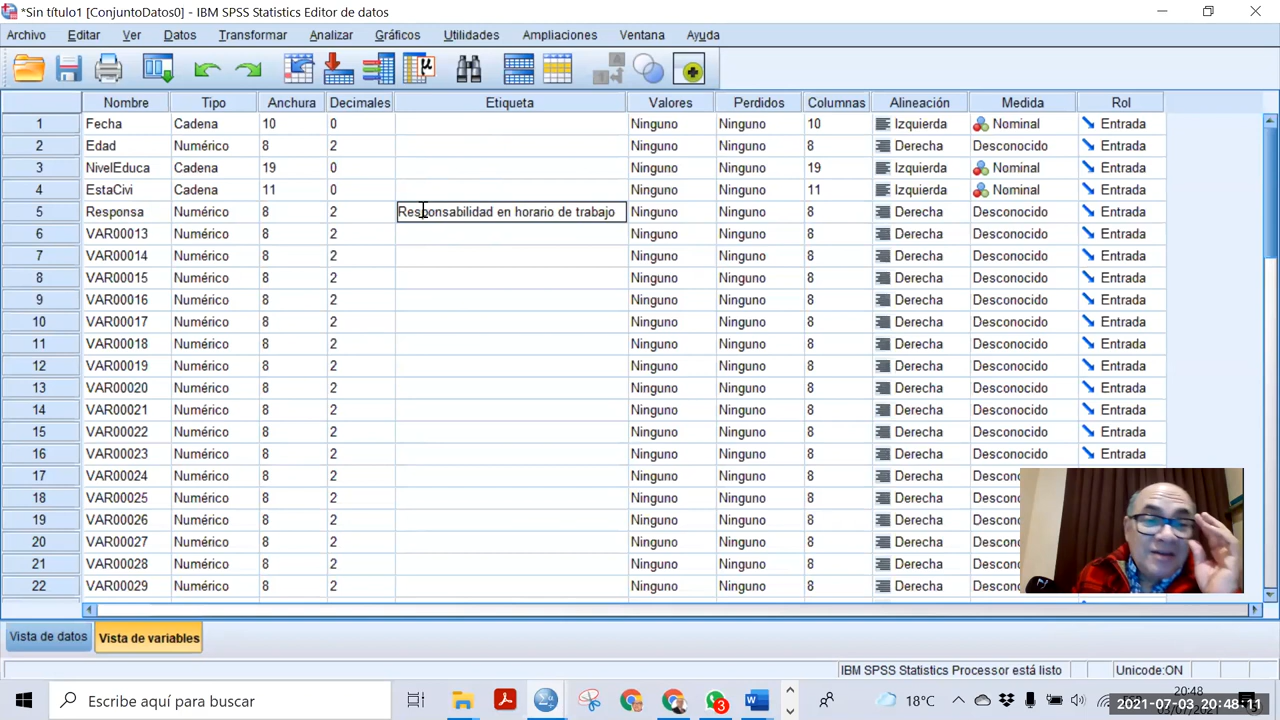 *Sin título1 [ConjuntoDatos0] - IBM SPSS Statistics Editor de datos
Archivo Editar Ver Datos Transformar Analizar Gráficos Utilidades Ampliaciones Ventana Ayuda
Nombre Tipo Anchura Decimales Etiqueta Valores Perdidos Columnas Alineación Medida Rol
1 Fecha Cadena 10 0 Ninguno Ninguno 10 Izquierda Nominal Entrada
2 Edad Numérico 8 2 Ninguno Ninguno 8 Derecha Desconocido Entrada
3 NivelEduca Cadena 19 0 Ninguno Ninguno 19 Izquierda Nominal Entrada
4 EstaCivi Cadena 11 0 Ninguno Ninguno 11 Izquierda Nominal Entrada
5 Responsa Numérico 8 2 Responsabilidad en horario de trabajo Ninguno Ninguno 8 Derecha Desconocido Entrada
6 VAR00013 Numérico 8 2 Ninguno Ninguno 8 Derecha Desconocido Entrada
7 VAR00014 Numérico 8 2 Ninguno Ninguno 8 Derecha Desconocido Entrada
8 VAR00015 Numérico 8 2 Ninguno Ninguno 8 Derecha Desconocido Entrada
9 VAR00016 Numérico 8 2 Ninguno Ninguno 8 Derecha Desconocido Entrada
10 VAR00017 Numérico 8 2 Ninguno Ninguno 8 Derecha Desconocido Entrada
11 VAR00018 Numérico 8 2 Ninguno Ninguno 8 Derecha Desconocido Entrada
12 VAR00019 Numérico 8 2 Ninguno Ninguno 8 Derecha Desconocido Entrada
13 VAR00020 Numérico 8 2 Ninguno Ninguno 8 Derecha Desconocido Entrada
14 VAR00021 Numérico 8 2 Ninguno Ninguno 8 Derecha Desconocido Entrada
15 VAR00022 Numérico 8 2 Ninguno Ninguno 8 Derecha Desconocido Entrada
16 VAR00023 Numérico 8 2 Ninguno Ninguno 8 Derecha Desconocido Entrada
17 VAR00024 Numérico 8 2 Ninguno Ninguno 8 Derecha
18 VAR00025 Numérico 8 2 Ninguno Ninguno 8 Derecha
19 VAR00026 Numérico 8 2 Ninguno Ninguno 8 Derecha
20 VAR00027 Numérico 8 2 Ninguno Ninguno 8 Derecha
21 VAR00028 Numérico 8 2 Ninguno Ninguno 8 Derecha
22 VAR00029 Numérico 8 2 Ninguno Ninguno 8 Derecha
Vista de datos Vista de variables
IBM SPSS Statistics Processor está listo Unicode:ON
Escribe aquí para buscar 3 18°C 20:48
2021-07-03 20:48:11